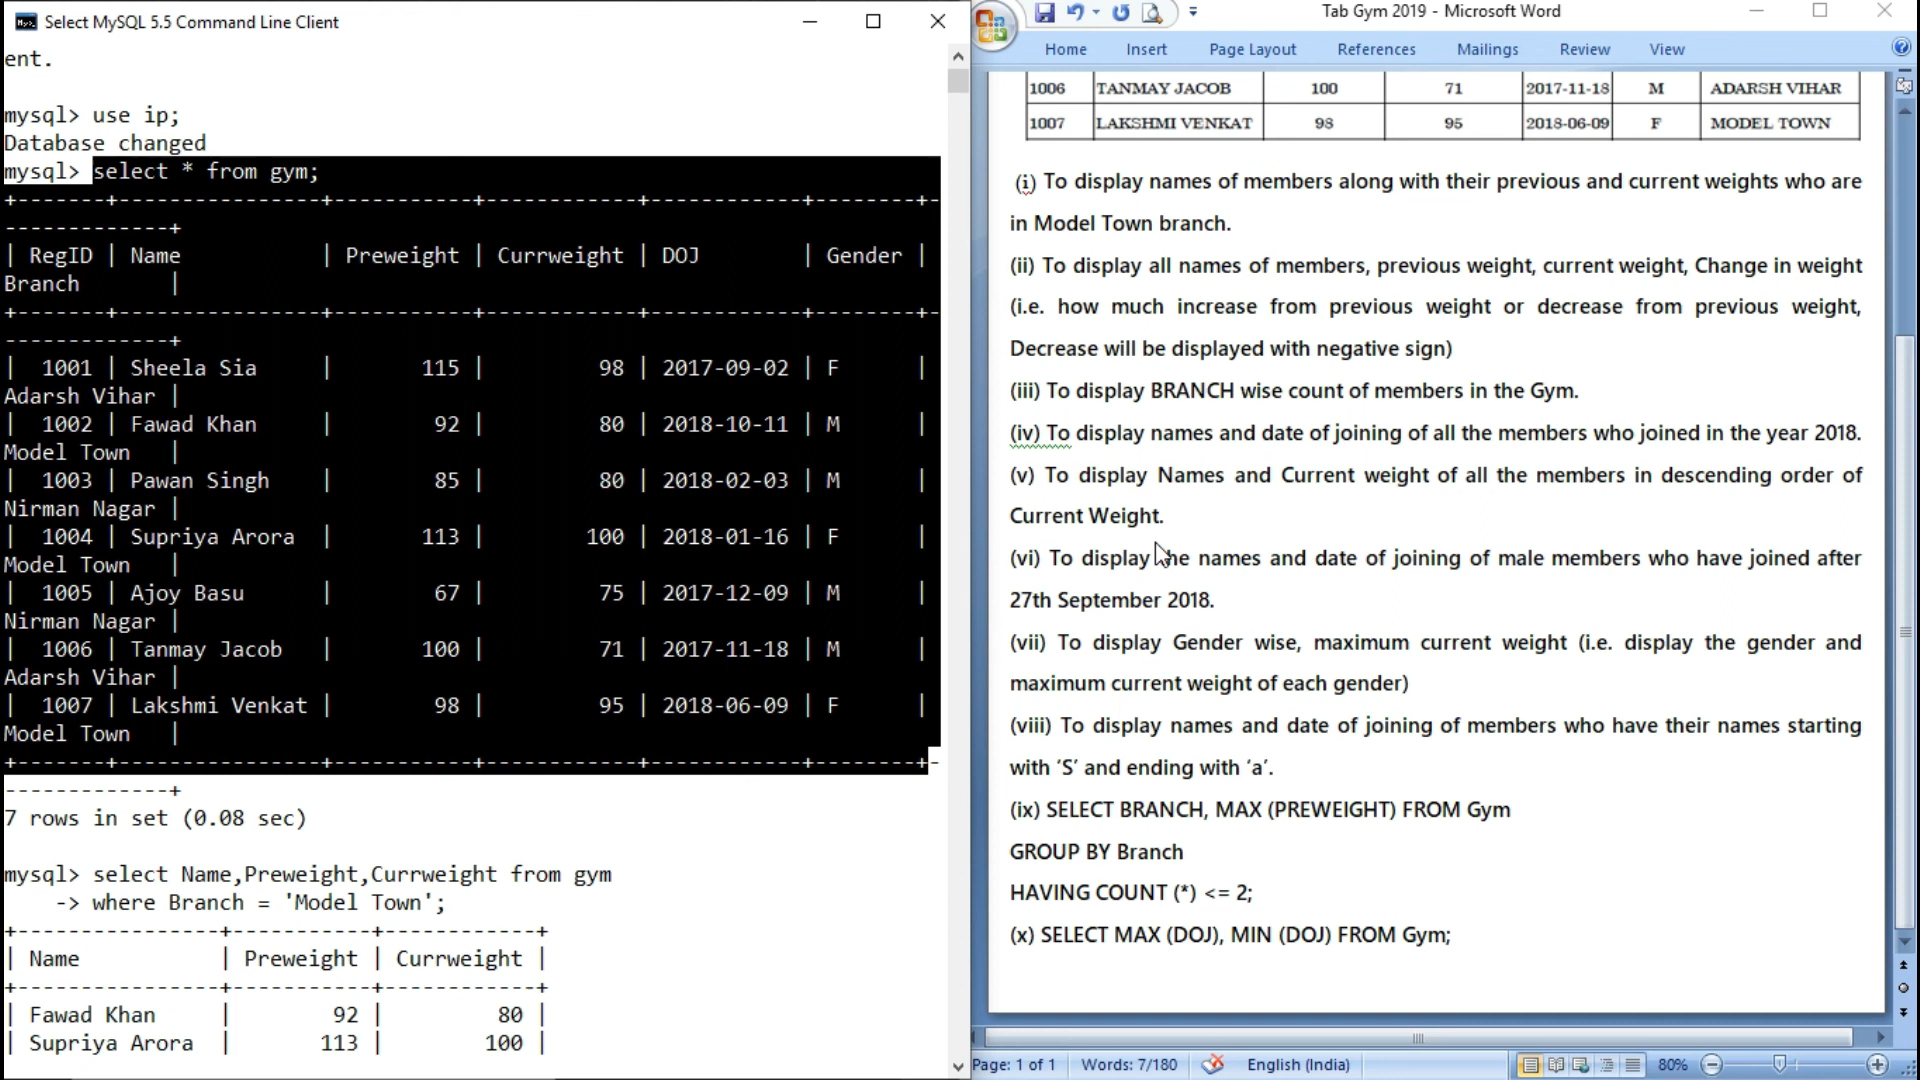 Select MySQL 5.5 Command Line Client
ent.
mysql> use ip;
Database changed
mysql> select * from gym;
+-------+-----------------+-----------+------------+------------+--------+-
-------------+
| RegID | Name | Preweight | Currweight | DOJ | Gender |
Branch |
+-------+-----------------+-----------+------------+------------+--------+-
-------------+
| 1001 | Sheela Sia | 115 | 98 | 2017-09-02 | F |
Adarsh Vihar |
| 1002 | Fawad Khan | 92 | 80 | 2018-10-11 | M |
Model Town |
| 1003 | Pawan Singh | 85 | 80 | 2018-02-03 | M |
Nirman Nagar |
| 1004 | Supriya Arora | 113 | 100 | 2018-01-16 | F |
Model Town |
| 1005 | Ajoy Basu | 67 | 75 | 2017-12-09 | M |
Nirman Nagar |
| 1006 | Tanmay Jacob | 100 | 71 | 2017-11-18 | M |
Adarsh Vihar |
| 1007 | Lakshmi Venkat | 98 | 95 | 2018-06-09 | F |
Model Town |
+-------+-----------------+-----------+------------+------------+--------+-
-------------+
7 rows in set (0.08 sec)
mysql> select Name,Preweight,Currweight from gym
-> where Branch = 'Model Town';
+----------------+-----------+------------+
| Name | Preweight | Currweight |
+----------------+-----------+------------+
| Fawad Khan | 92 | 80 |
| Supriya Arora | 113 | 100 |
Tab Gym 2019 - Microsoft Word
Home Insert Page Layout References Mailings Review View
1006 TANMAY JACOB 100 71 2017-11-18 M ADARSH VIHAR
1007 LAKSHMI VENKAT 98 95 2018-06-09 F MODEL TOWN
(i) To display names of members along with their previous and current weights who are
in Model Town branch.
(ii) To display all names of members, previous weight, current weight, Change in weight
(i.e. how much increase from previous weight or decrease from previous weight,
Decrease will be displayed with negative sign)
(iii) To display BRANCH wise count of members in the Gym.
(iv) To display names and date of joining of all the members who joined in the year 2018.
(v) To display Names and Current weight of all the members in descending order of
Current Weight.
(vi) To display the names and date of joining of male members who have joined after
27th September 2018.
(vii) To display Gender wise, maximum current weight (i.e. display the gender and
maximum current weight of each gender)
(viii) To display names and date of joining of members who have their names starting
with ‘S’ and ending with ‘a’.
(ix) SELECT BRANCH, MAX (PREWEIGHT) FROM Gym
GROUP BY Branch
HAVING COUNT (*) <= 2;
(x) SELECT MAX (DOJ), MIN (DOJ) FROM Gym;
Page: 1 of 1 Words: 7/180 English (India) 80%